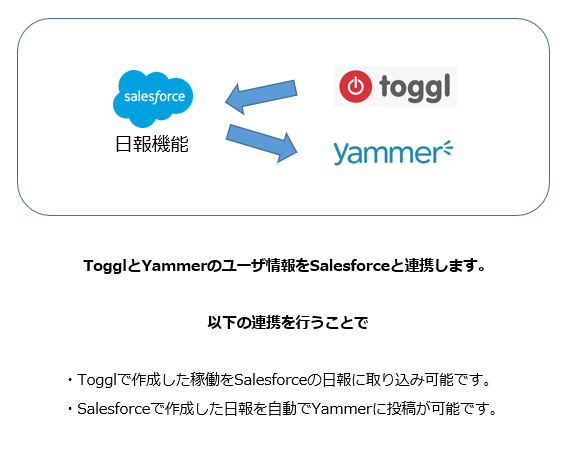 salesforce
日報機能
toggl
yammer
TogglとYammerのユーザ情報をSalesforceと連携します。
以下の連携を行うことで
・Togglで作成した稼働をSalesforceの日報に取り込み可能です。
・Salesforceで作成した日報を自動でYammerに投稿が可能です。